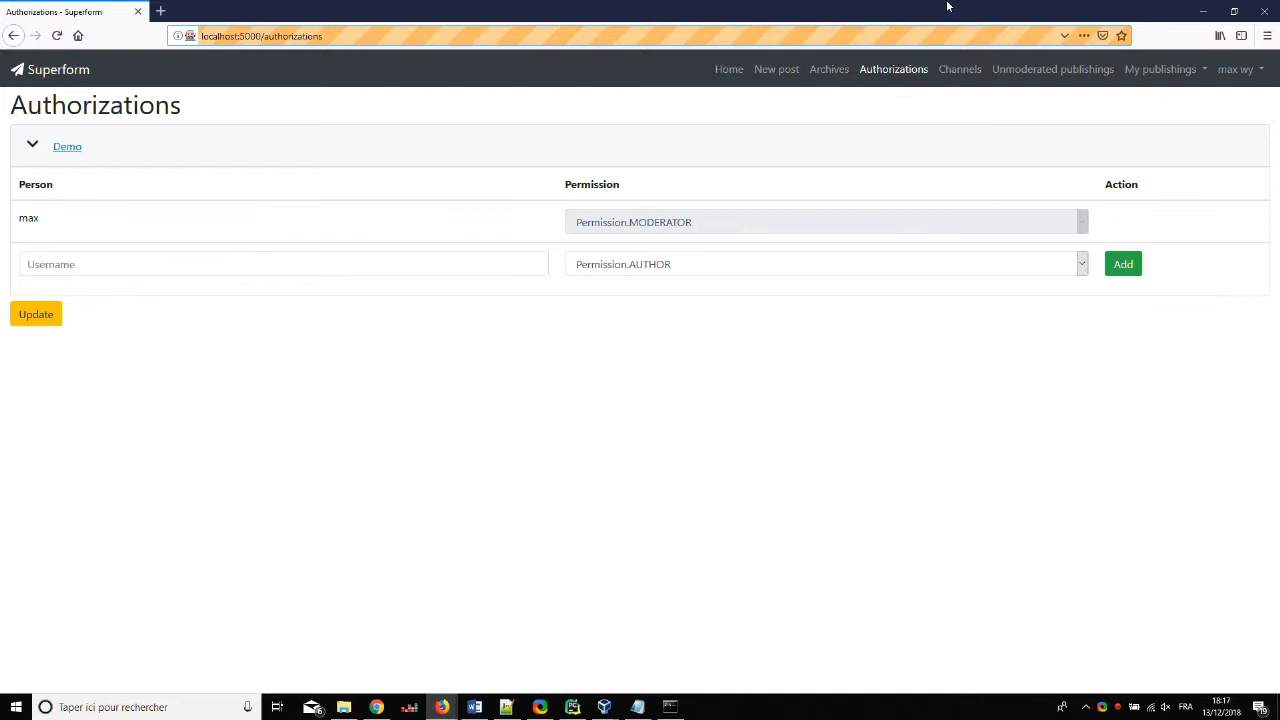 Authorizations - Superform
localhost:5000/authorizations
Superform
Home New post Archives Authorizations Channels Unmoderated publishings My publishings max wy
Authorizations
Demo
Person Permission Action
max Permission.MODERATOR
Username Permission.AUTHOR Add
Update
Taper ici pour rechercher
6
FRA
18:17
13/12/2018
19